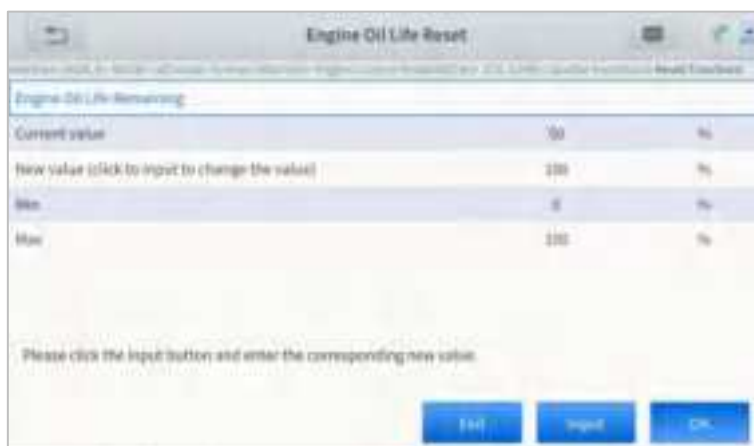 Engine Oil Life Reset
Reset Functions
Engine Oil Life Remaining
Current value 50 %
New value (click to input to change the value) 100 %
Min 0 %
Max 100 %
Please click the input button and enter the corresponding new value.
Exit Input OK